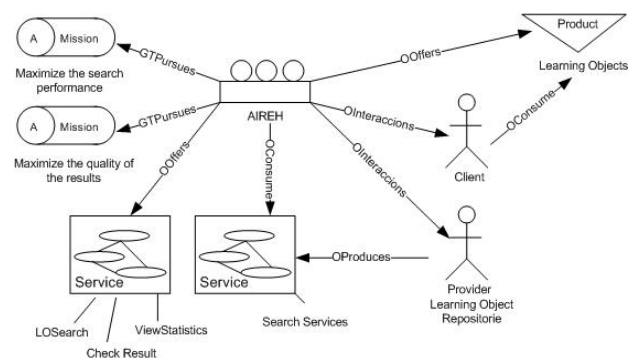 A Mission
GTPursues
Maximize the search
performance
A Mission
GTPursues
Maximize the quality of
the results
AIREH
OOffers
Product
Learning Objects
OInteraccions
OConsume
Client
OInteraccions
OOffers
OConsume
Service
Service
OProduces
Provider
Learning Object
Repositorie
LOSearch
Check Result
ViewStatistics
Search Services